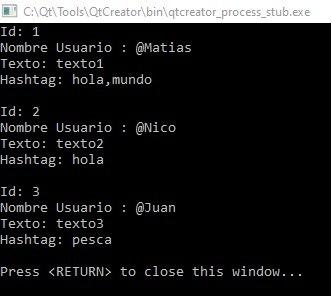 C:\Qt\Tools\QtCreator\bin\qtcreator_process_stub.exe
Id: 1
Nombre Usuario : @Matias
Texto: texto1
Hashtag: hola,mundo
Id: 2
Nombre Usuario : @Nico
Texto: texto2
Hashtag: hola
Id: 3
Nombre Usuario : @Juan
Texto: texto3
Hashtag: pesca
Press <RETURN> to close this window...